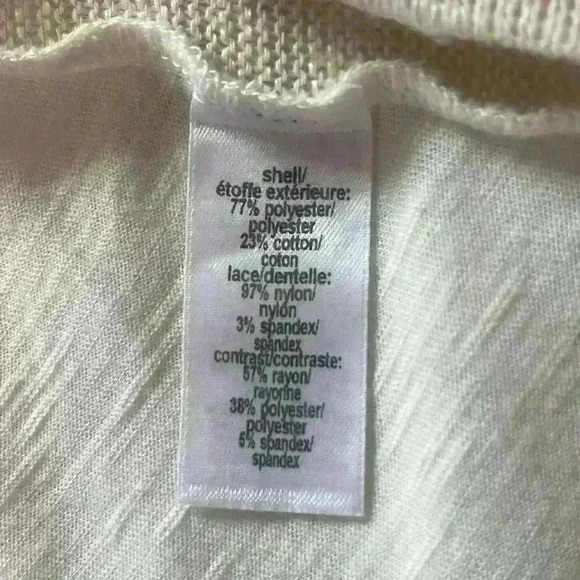 shell/
étoffe extérieure:
77% polyester/
polyester
23% cotton/
coton
lace/dentelle:
97% nylon/
nylon
3% spandex/
spandex
contrast/contraste:
57% rayon/
rayonne
38% polyester/
polyester
5% spandex/
spandex